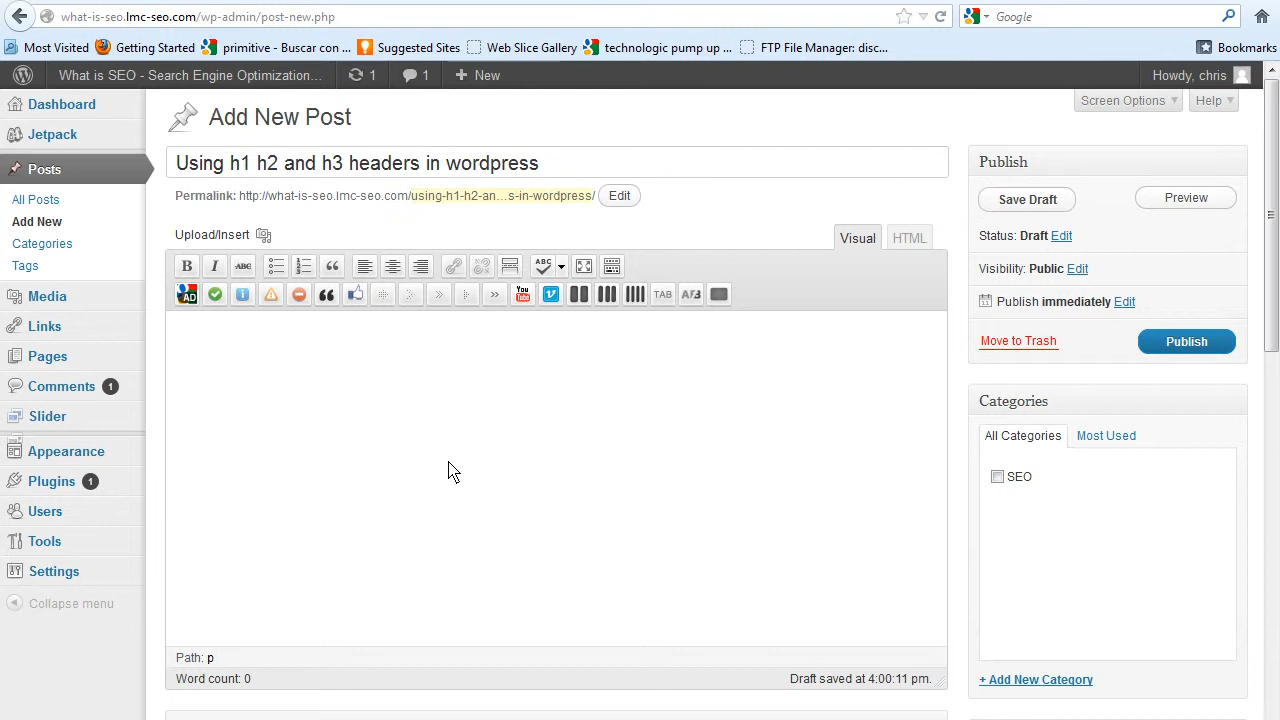 what-is-seo.lmc-seo.com/wp-admin/post-new.php
Google
Most Visited
Getting Started
primitive - Buscar con ...
Suggested Sites
Web Slice Gallery
technologic pump up ...
FTP File Manager: disc...
Bookmarks
What is SEO - Search Engine Optimization...
1
1
New
Howdy, chris
Screen Options
Help
Dashboard
Jetpack
Posts
All Posts
Add New
Categories
Tags
Media
Links
Pages
Comments 1
Slider
Appearance
Plugins 1
Users
Tools
Settings
Collapse menu
Add New Post
Using h1 h2 and h3 headers in wordpress
Permalink: http://what-is-seo.lmc-seo.com/using-h1-h2-an...s-in-wordpress/ Edit
Upload/Insert
Visual
HTML
B I ABC
ABC
AD
You Tube
TAB
Path: p
Word count: 0
Draft saved at 4:00:11 pm.
Publish
Save Draft
Preview
Status: Draft Edit
Visibility: Public Edit
Publish immediately Edit
Move to Trash
Publish
Categories
All Categories
Most Used
SEO
+ Add New Category